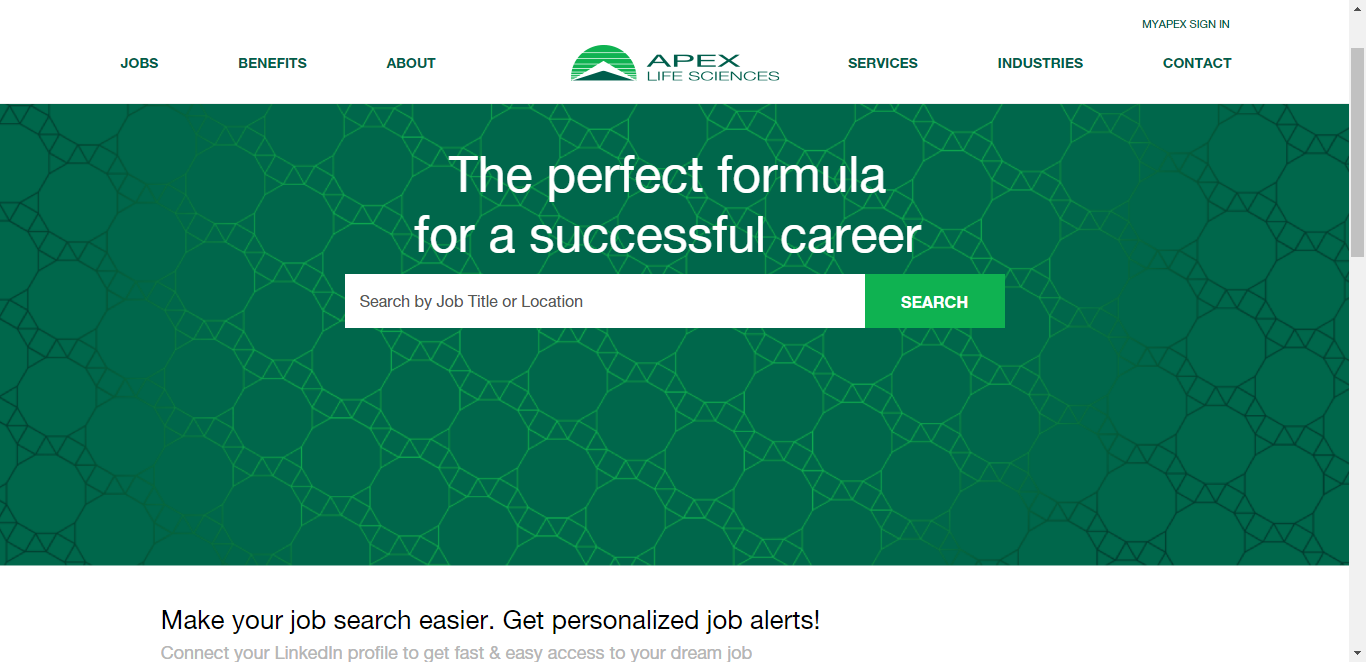 MYAPEX SIGN IN
JOBS
BENEFITS
ABOUT
APEX
LIFE SCIENCES
SERVICES
INDUSTRIES
CONTACT
The perfect formula
for a successful career
Search by Job Title or Location
SEARCH
Make your job search easier. Get personalized job alerts!
Connect your LinkedIn profile to get fast & easy access to your dream job